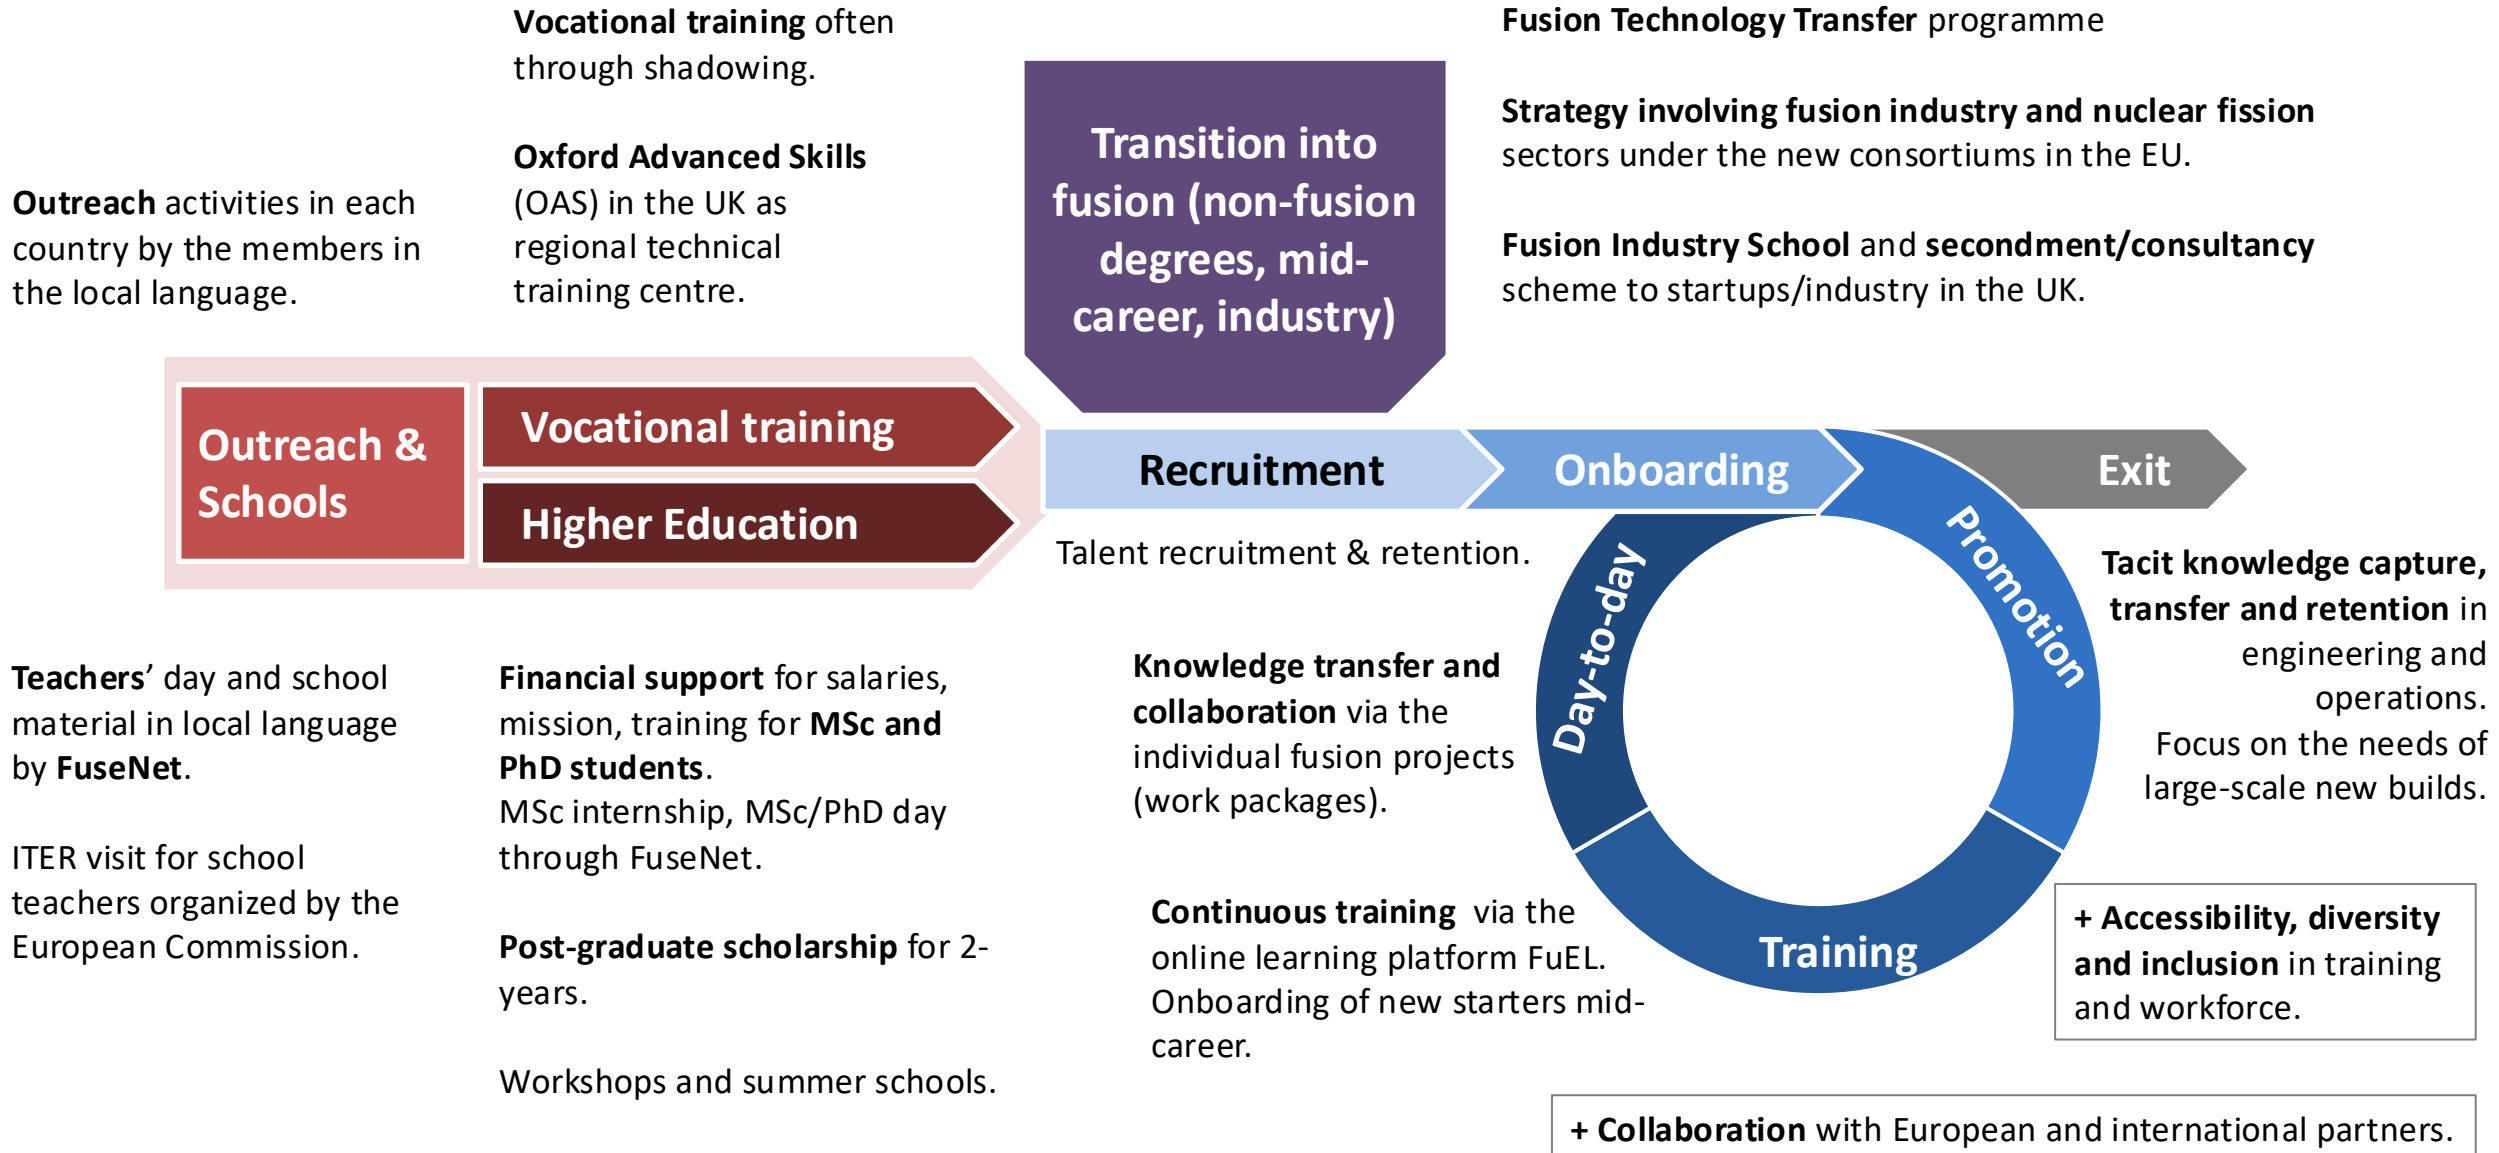 Vocational training often
through shadowing.
Oxford Advanced Skills
(OAS) in the UK as
regional technical
training centre.
Outreach activities in each
country by the members in
the local language.
Transition into
fusion (non-fusion
degrees, mid-
career, industry)
Fusion Technology Transfer programme
Strategy involving fusion industry and nuclear fission
sectors under the new consortiums in the EU.
Fusion Industry School and secondment/consultancy
scheme to startups/industry in the UK.
Outreach &
Schools
Vocational training
Higher Education
Recruitment
Onboarding
Exit
Promotion
Day-to-day
Training
Talent recruitment & retention.
Teachers’ day and school
material in local language
by FuseNet.
ITER visit for school
teachers organized by the
European Commission.
Financial support for salaries,
mission, training for MSc and
PhD students.
MSc internship, MSc/PhD day
through FuseNet.
Post-graduate scholarship for 2-
years.
Workshops and summer schools.
Knowledge transfer and
collaboration via the
individual fusion projects
(work packages).
Continuous training via the
online learning platform FuEL.
Onboarding of new starters mid-
career.
Tacit knowledge capture,
transfer and retention in
engineering and
operations.
Focus on the needs of
large-scale new builds.
+ Accessibility, diversity
and inclusion in training
and workforce.
+ Collaboration with European and international partners.